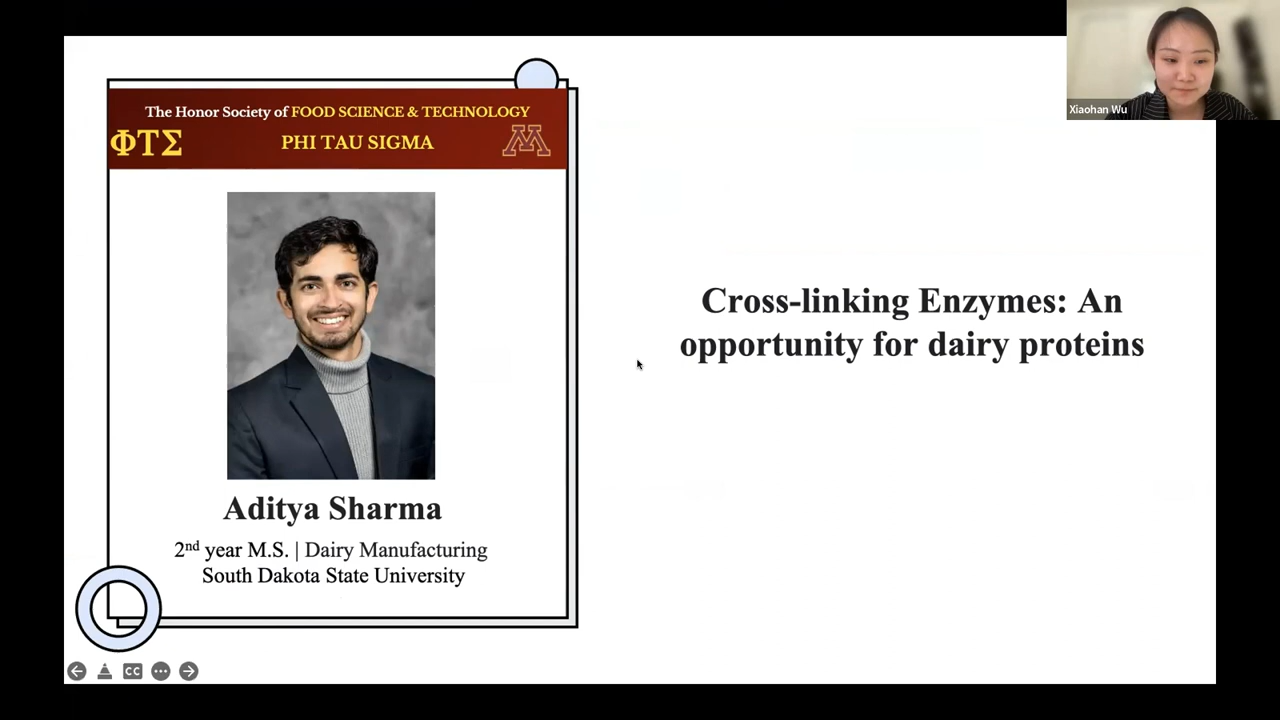 The Honor Society of FOOD SCIENCE & TECHNOLOGY
ΦΤΣ
PHI TAU SIGMA
M
Aditya Sharma
2nd year M.S. | Dairy Manufacturing
South Dakota State University
Cross-linking Enzymes: An
opportunity for dairy proteins
Xiaohan Wu
CC